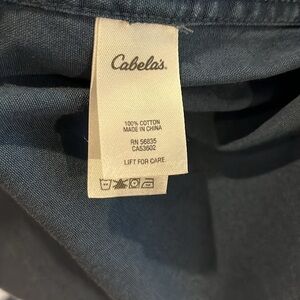 Cabela's.
100% COTTON
MADE IN CHINA
RN 56835
CA53602
LIFT FOR CARE